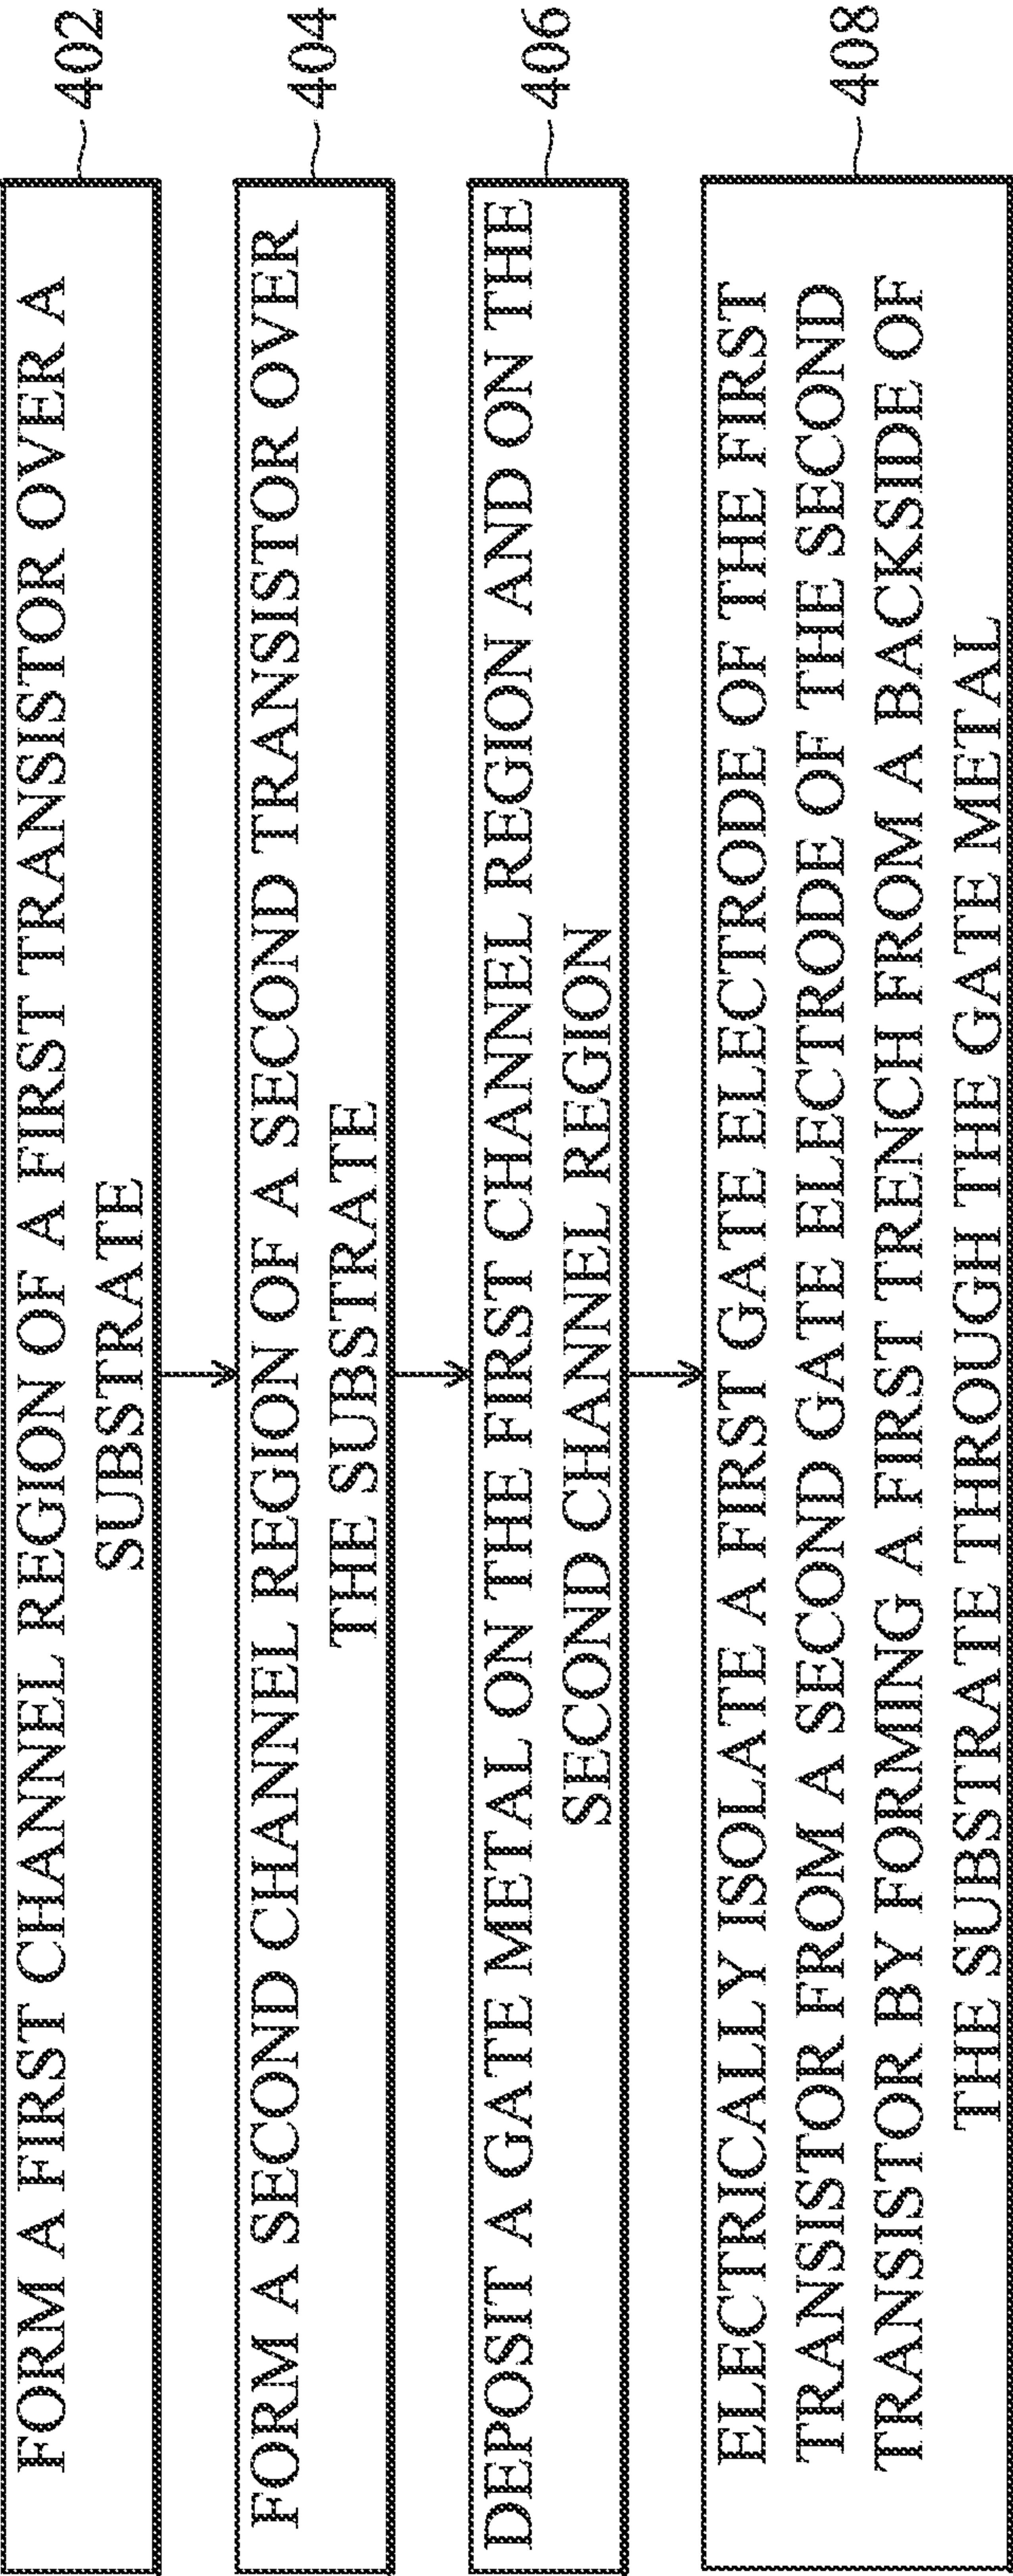 FORM A FIRST CHANNEL REGION OF A FIRST TRANSISTOR OVER A
SUBSTRATE
402
FORM A SECOND CHANNEL REGION OF A SECOND TRANSISTOR OVER
THE SUBSTRATE
404
DEPOSIT A GATE METAL ON THE FIRST CHANNEL REGION AND ON THE
SECOND CHANNEL REGION
406
ELECTRICALLY ISOLATE A FIRST GATE ELECTRODE OF THE FIRST
TRANSISTOR FROM A SECOND GATE ELECTRODE OF THE SECOND
TRANSISTOR BY FORMING A FIRST TRENCH FROM A BACKSIDE OF
THE SUBSTRATE THROUGH THE GATE METAL
408